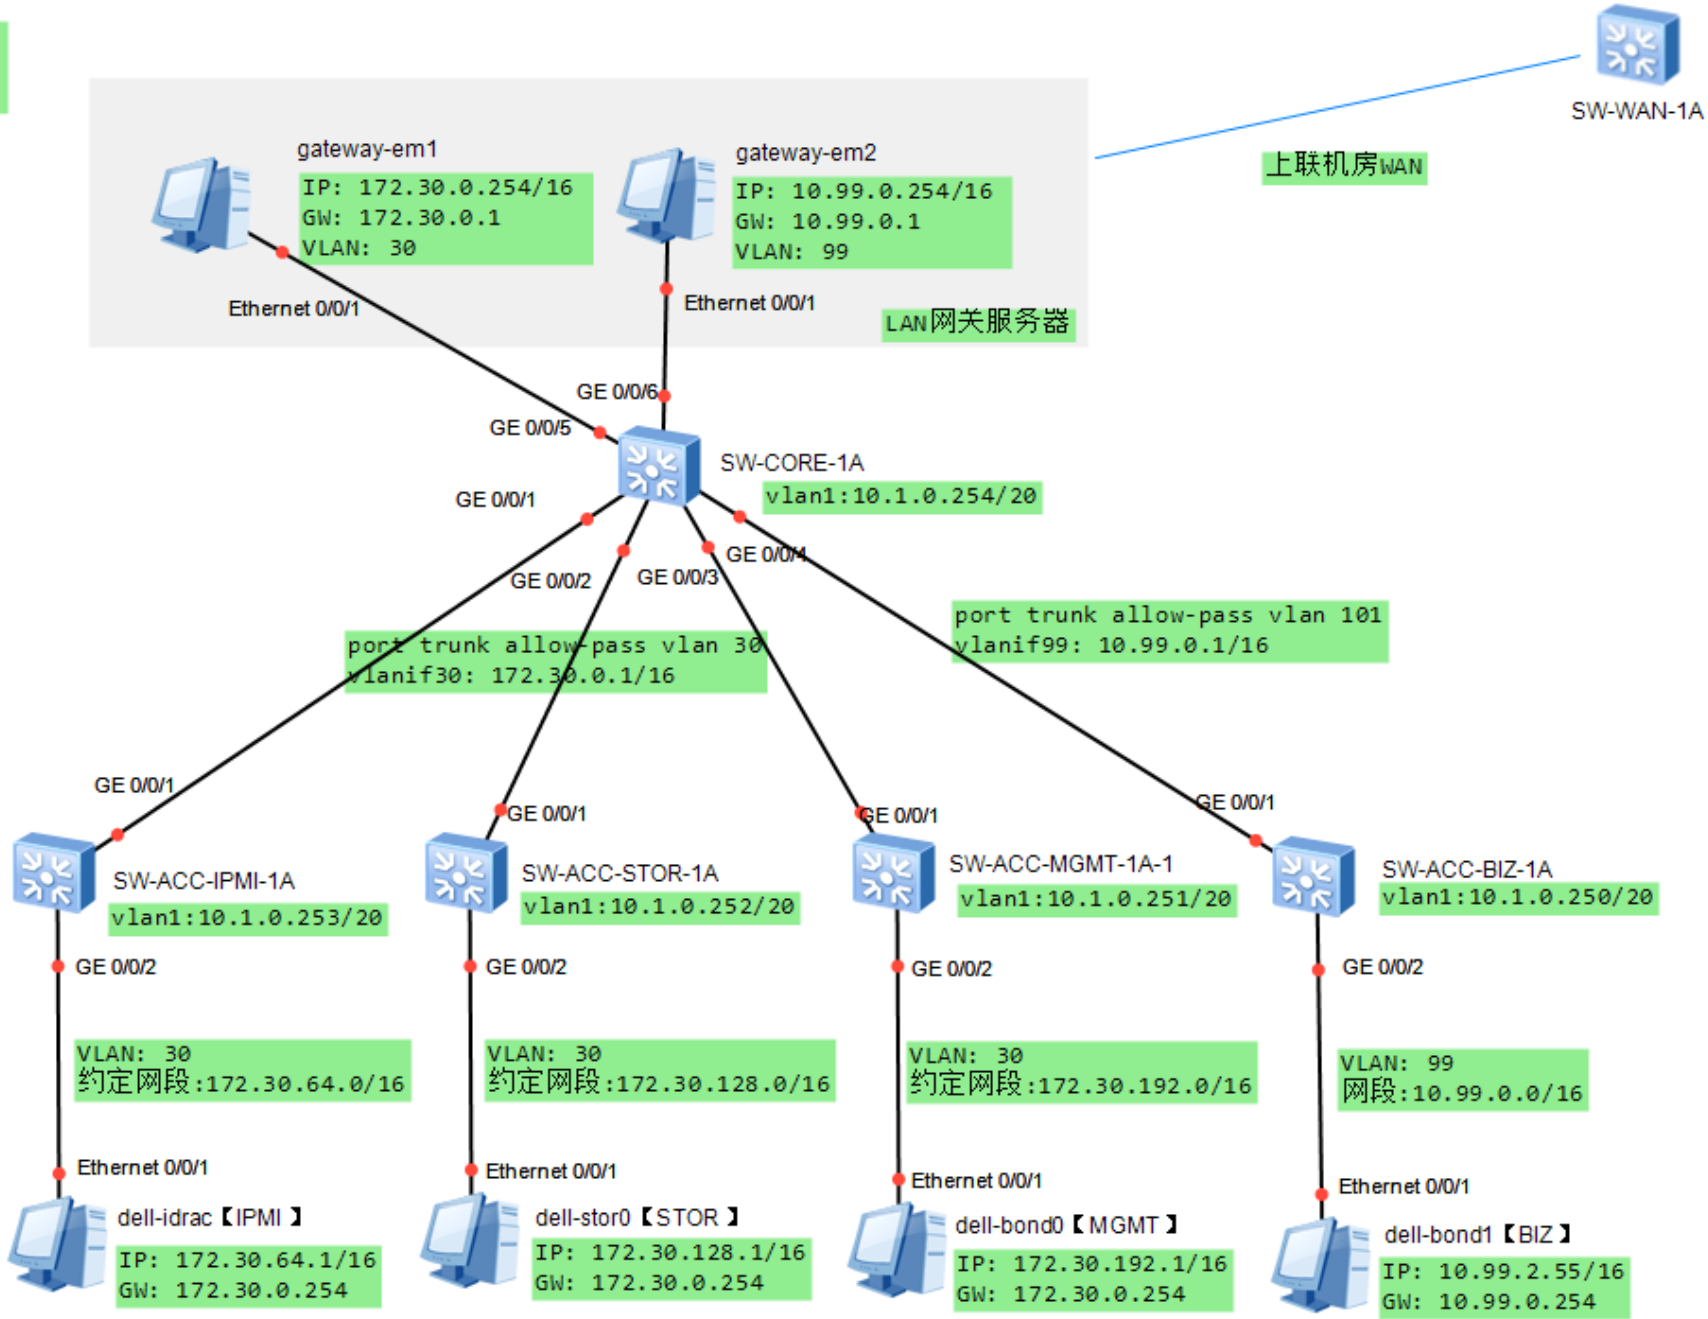 SW-WAN-1A
上联机房WAN
gateway-em1
IP: 172.30.0.254/16
GW: 172.30.0.1
VLAN: 30
gateway-em2
IP: 10.99.0.254/16
GW: 10.99.0.1
VLAN: 99
Ethernet 0/0/1
Ethernet 0/0/1
LAN网关服务器
GE 0/0/6
GE 0/0/5
SW-CORE-1A
vlan1:10.1.0.254/20
GE 0/0/1
GE 0/0/2
GE 0/0/3
GE 0/0/4
port trunk allow-pass vlan 30
vlanif30: 172.30.0.1/16
port trunk allow-pass vlan 101
vlanif99: 10.99.0.1/16
GE 0/0/1
GE 0/0/1
GE 0/0/1
GE 0/0/1
SW-ACC-IPMI-1A
vlan1:10.1.0.253/20
SW-ACC-STOR-1A
vlan1:10.1.0.252/20
SW-ACC-MGMT-1A-1
vlan1:10.1.0.251/20
SW-ACC-BIZ-1A
vlan1:10.1.0.250/20
GE 0/0/2
GE 0/0/2
GE 0/0/2
GE 0/0/2
VLAN: 30
约定网段:172.30.64.0/16
VLAN: 30
约定网段:172.30.128.0/16
VLAN: 30
约定网段:172.30.192.0/16
VLAN: 99
网段:10.99.0.0/16
Ethernet 0/0/1
Ethernet 0/0/1
Ethernet 0/0/1
Ethernet 0/0/1
dell-idrac【IPMI】
IP: 172.30.64.1/16
GW: 172.30.0.254
dell-stor0【STOR】
IP: 172.30.128.1/16
GW: 172.30.0.254
dell-bond0【MGMT】
IP: 172.30.192.1/16
GW: 172.30.0.254
dell-bond1【BIZ】
IP: 10.99.2.55/16
GW: 10.99.0.254